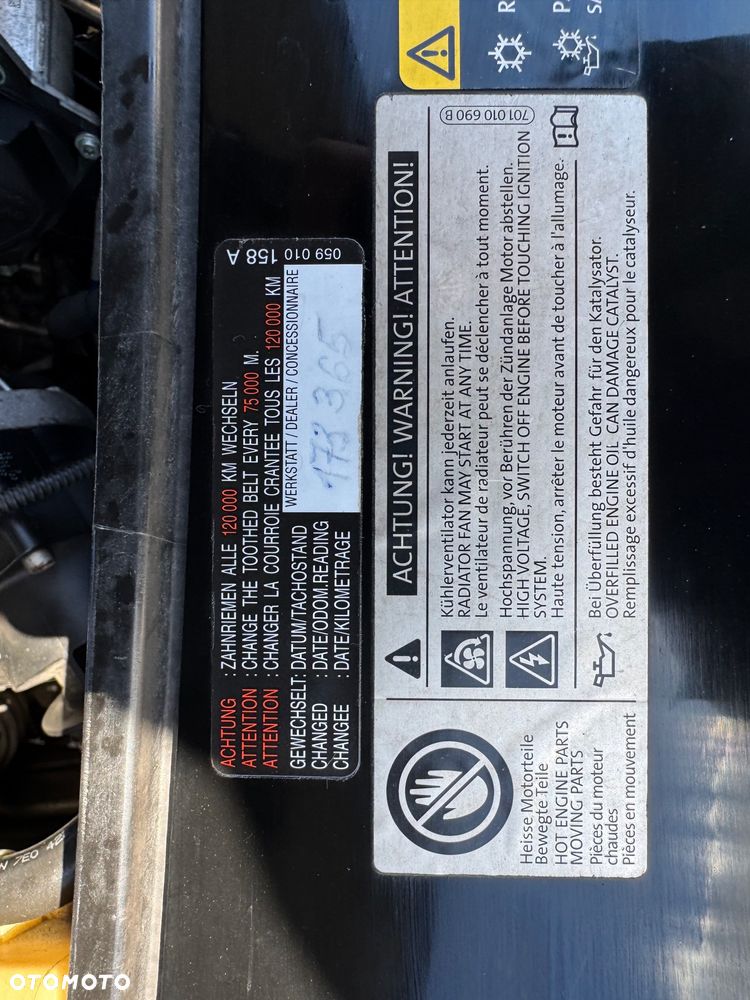 ACHTUNG : ZAHNRIEMEN ALLE 120 000 KM WECHSELN
ATTENTION : CHANGE THE TOOTHED BELT EVERY 75 000 M.
ATTENTION : CHANGER LA COURROIE CRANTEE TOUS LES 120 000 KM
GEWECHSELT: DATUM/TACHOSTAND
CHANGED : DATE/ODOM.READING
CHANGEE : DATE/KILOMETRAGE
WERKSTATT / DEALER / CONCESSIONNAIRE
173 365
059 010 158 A
ACHTUNG! WARNING! ATTENTION!
701 010 690 B
Kühlerventilator kann jederzeit anlaufen.
RADIATOR FAN MAY START AT ANY TIME.
Le ventilateur de radiateur peut se déclencher à tout moment.
Hochspannung, vor Berühren der Zündanlage Motor abstellen.
HIGH VOLTAGE, SWITCH OFF ENGINE BEFORE TOUCHING IGNITION
SYSTEM.
Haute tension, arrêter le moteur avant de toucher à l'allumage.
Bei Überfüllung besteht Gefahr für den Katalysator.
OVERFILLED ENGINE OIL CAN DAMAGE CATALYST.
Remplissage excessif d'huile dangereux pour le catalyseur.
Heisse Motorteile
Bewegte Teile
HOT ENGINE PARTS
MOVING PARTS
Pièces du moteur
chaudes
Pièces en mouvement
OTOMOTO